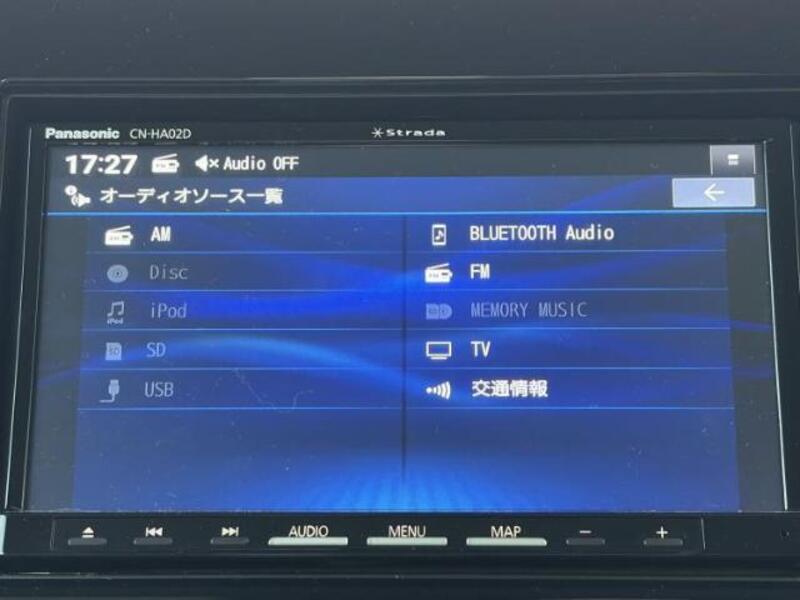 Panasonic CN-HA02D Strada
17:27 Audio OFF
オーディオソース一覧
AM
BLUETOOTH Audio
Disc
FM
iPod
MEMORY MUSIC
SD
TV
USB
交通情報
AUDIO MENU MAP